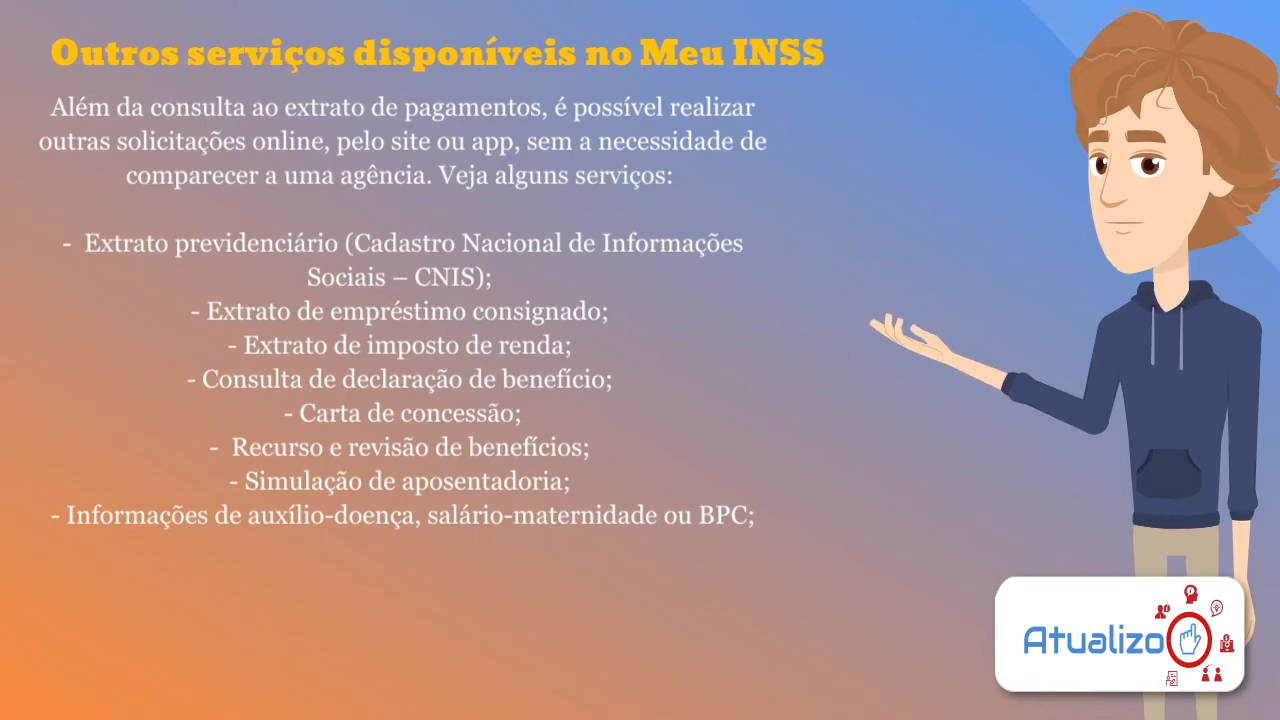 Outros serviços disponíveis no Meu INSS
Além da consulta ao extrato de pagamentos, é possível realizar
outras solicitações online, pelo site ou app, sem a necessidade de
comparecer a uma agência. Veja alguns serviços:
- Extrato previdenciário (Cadastro Nacional de Informações
Sociais – CNIS);
- Extrato de empréstimo consignado;
- Extrato de imposto de renda;
- Consulta de declaração de benefício;
- Carta de concessão;
- Recurso e revisão de benefícios;
- Simulação de aposentadoria;
- Informações de auxílio-doença, salário-maternidade ou BPC;
Atualizo